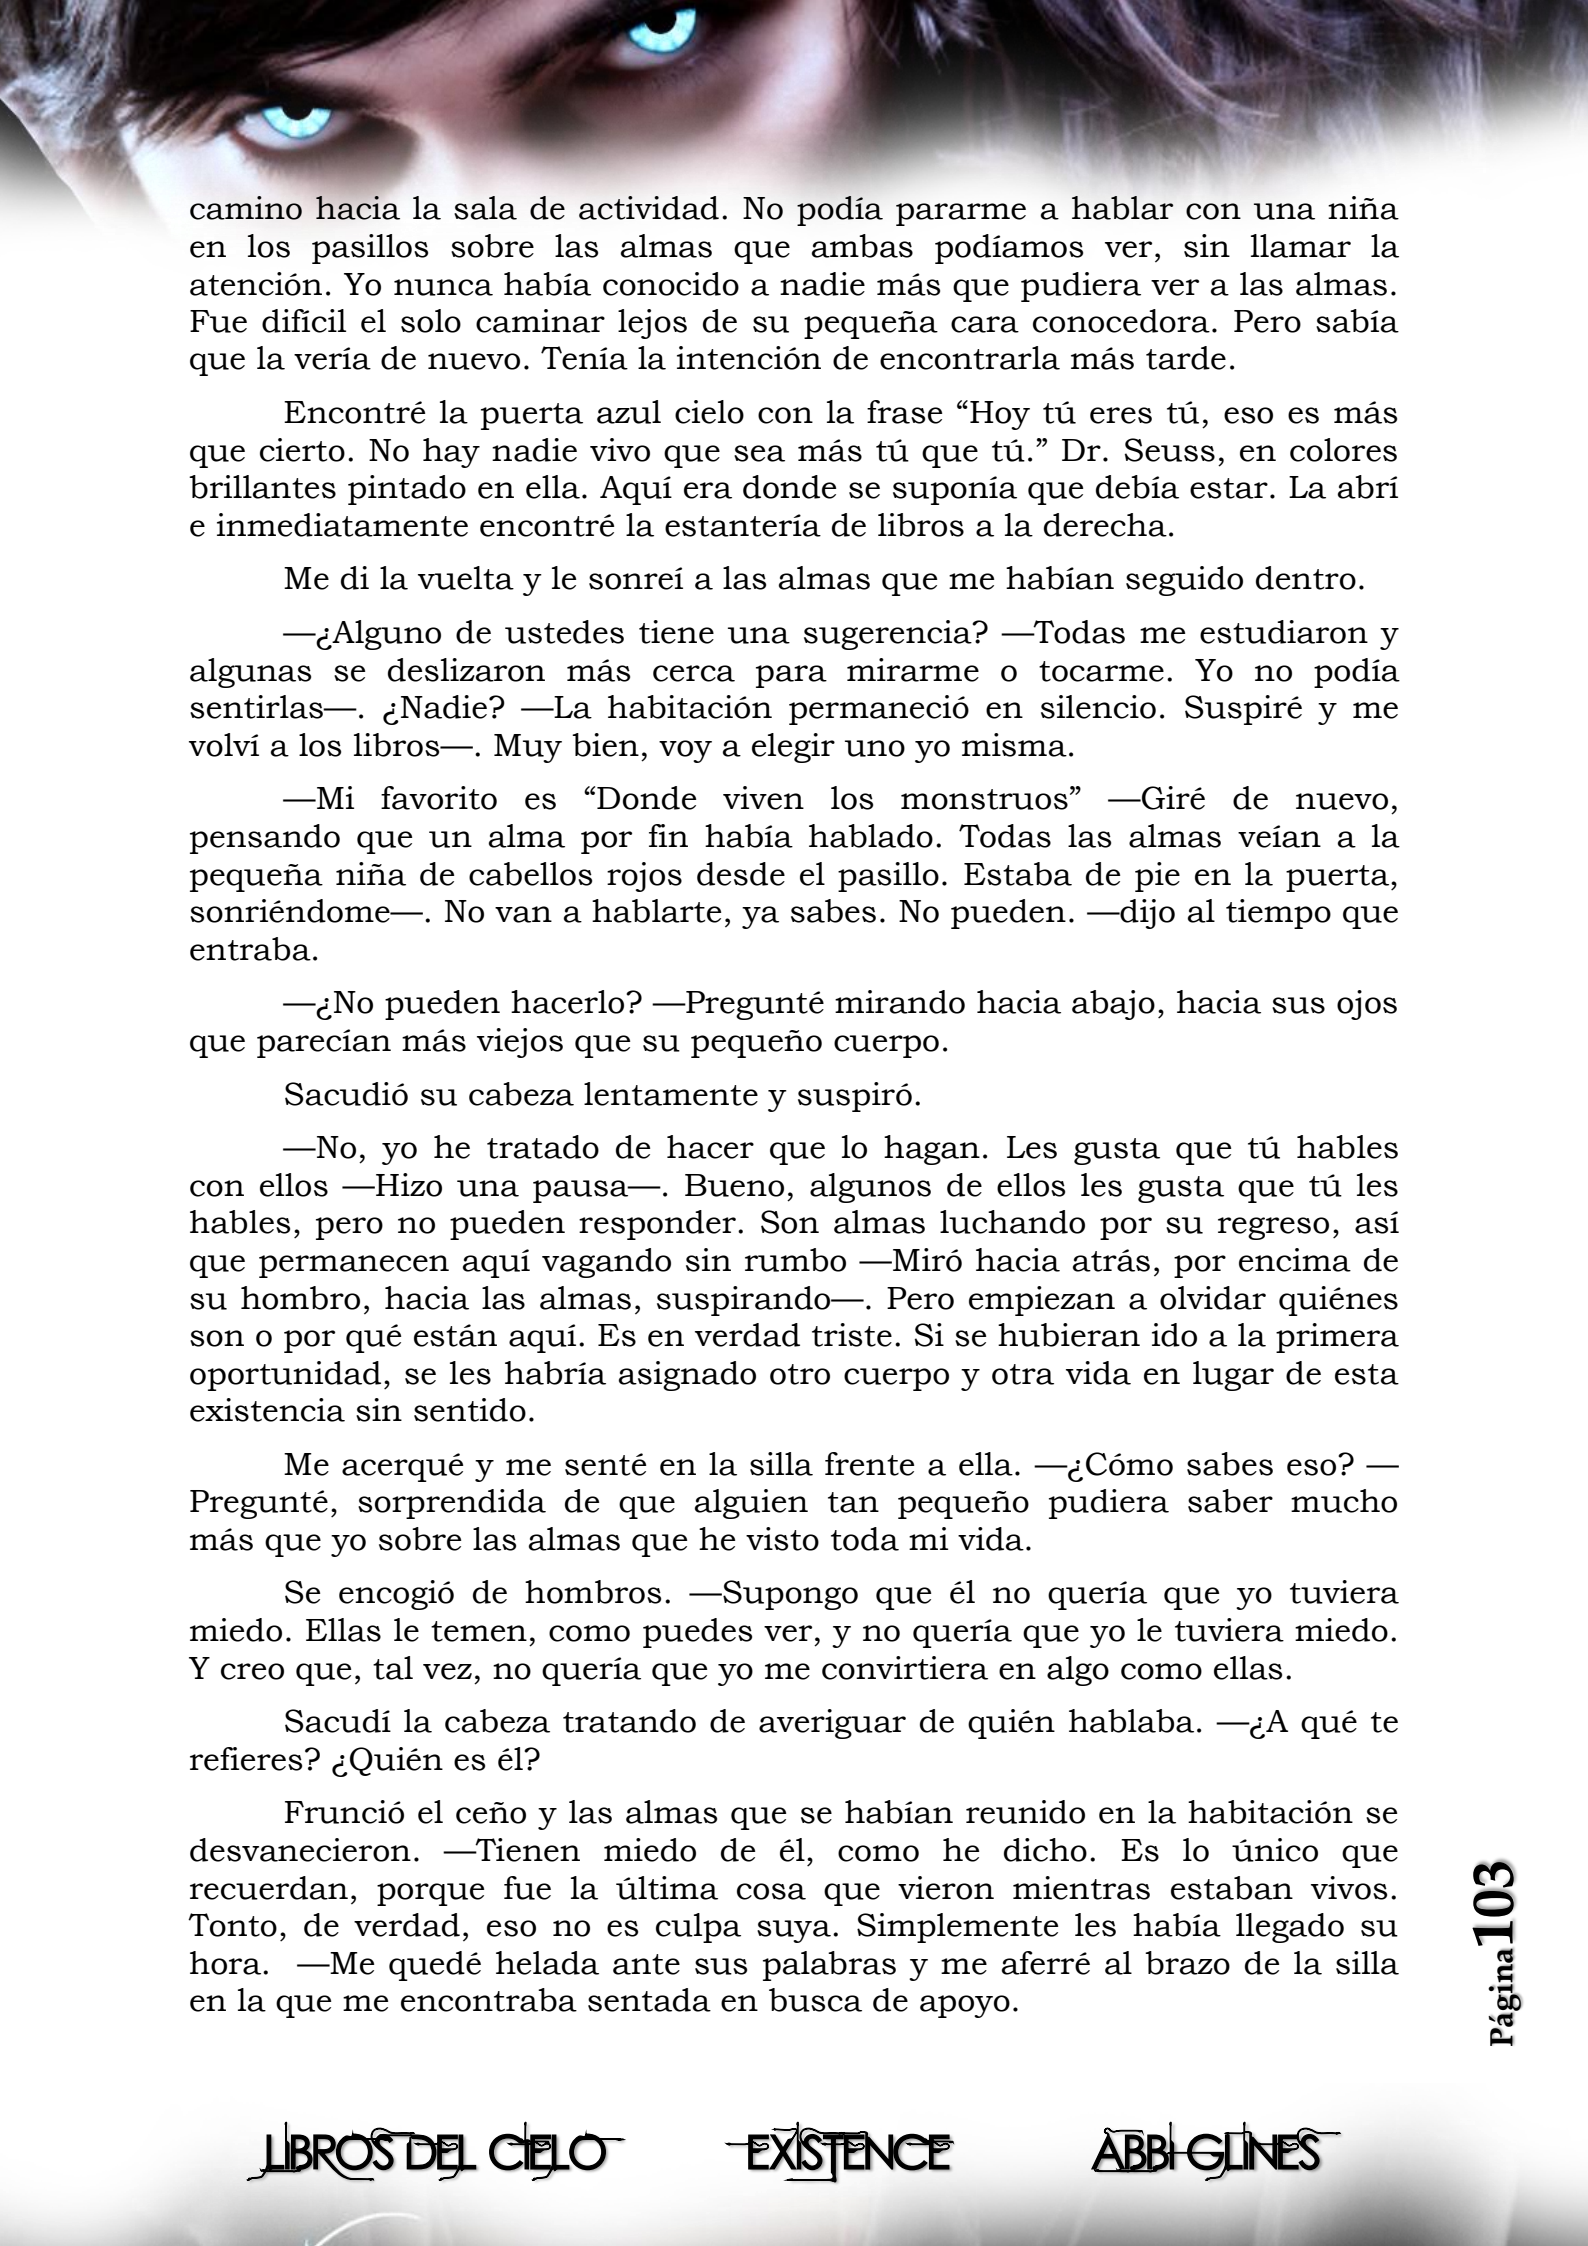 camino hacia la sala de actividad. No podía pararme a hablar con una niña
en los pasillos sobre las almas que ambas podíamos ver, sin llamar la
atención. Yo nunca había conocido a nadie más que pudiera ver a las almas.
Fue difícil el solo caminar lejos de su pequeña cara conocedora. Pero sabía
que la vería de nuevo. Tenía la intención de encontrarla más tarde.
Encontré la puerta azul cielo con la frase “Hoy tú eres tú, eso es más
que cierto. No hay nadie vivo que sea más tú que tú.” Dr. Seuss, en colores
brillantes pintado en ella. Aquí era donde se suponía que debía estar. La abrí
e inmediatamente encontré la estantería de libros a la derecha.
Me di la vuelta y le sonreí a las almas que me habían seguido dentro.
—¿Alguno de ustedes tiene una sugerencia? —Todas me estudiaron y
algunas se deslizaron más cerca para mirarme o tocarme. Yo no podía
sentirlas—. ¿Nadie? —La habitación permaneció en silencio. Suspiré y me
volví a los libros—. Muy bien, voy a elegir uno yo misma.
—Mi favorito es “Donde viven los monstruos” —Giré de nuevo,
pensando que un alma por fin había hablado. Todas las almas veían a la
pequeña niña de cabellos rojos desde el pasillo. Estaba de pie en la puerta,
sonriéndome—. No van a hablarte, ya sabes. No pueden. —dijo al tiempo que
entraba.
—¿No pueden hacerlo? —Pregunté mirando hacia abajo, hacia sus ojos
que parecían más viejos que su pequeño cuerpo.
Sacudió su cabeza lentamente y suspiró.
—No, yo he tratado de hacer que lo hagan. Les gusta que tú hables
con ellos —Hizo una pausa—. Bueno, algunos de ellos les gusta que tú les
hables, pero no pueden responder. Son almas luchando por su regreso, así
que permanecen aquí vagando sin rumbo —Miró hacia atrás, por encima de
su hombro, hacia las almas, suspirando—. Pero empiezan a olvidar quiénes
son o por qué están aquí. Es en verdad triste. Si se hubieran ido a la primera
oportunidad, se les habría asignado otro cuerpo y otra vida en lugar de esta
existencia sin sentido.
Me acerqué y me senté en la silla frente a ella. —¿Cómo sabes eso? —
Pregunté, sorprendida de que alguien tan pequeño pudiera saber mucho
más que yo sobre las almas que he visto toda mi vida.
Se encogió de hombros. —Supongo que él no quería que yo tuviera
miedo. Ellas le temen, como puedes ver, y no quería que yo le tuviera miedo.
Y creo que, tal vez, no quería que yo me convirtiera en algo como ellas.
Sacudí la cabeza tratando de averiguar de quién hablaba. —¿A qué te
refieres? ¿Quién es él?
Frunció el ceño y las almas que se habían reunido en la habitación se
desvanecieron. —Tienen miedo de él, como he dicho. Es lo único que
recuerdan, porque fue la última cosa que vieron mientras estaban vivos.
Tonto, de verdad, eso no es culpa suya. Simplemente les había llegado su
hora. —Me quedé helada ante sus palabras y me aferré al brazo de la silla
en la que me encontraba sentada en busca de apoyo.
Página103
LIBROS DEL CIELO EXISTENCE ABBI GLINES